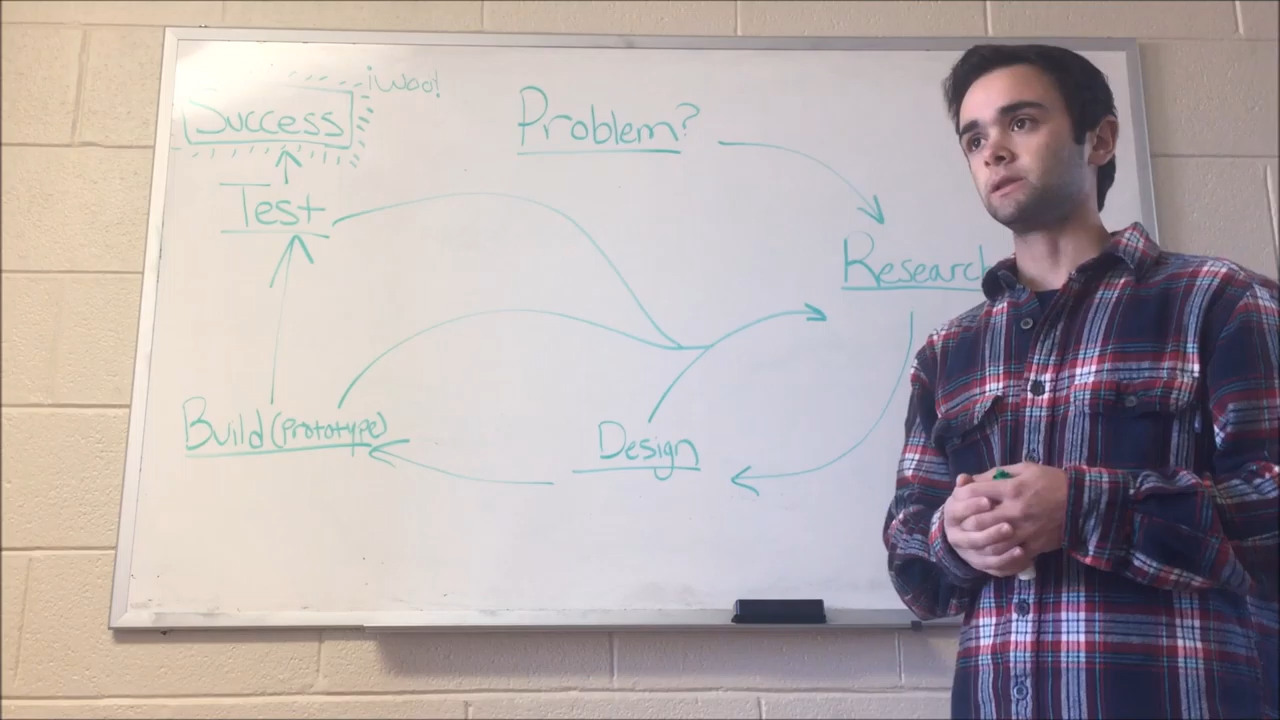 ¡Woo!
Success
Problem?
Test
Research
Build (Prototype)
Design